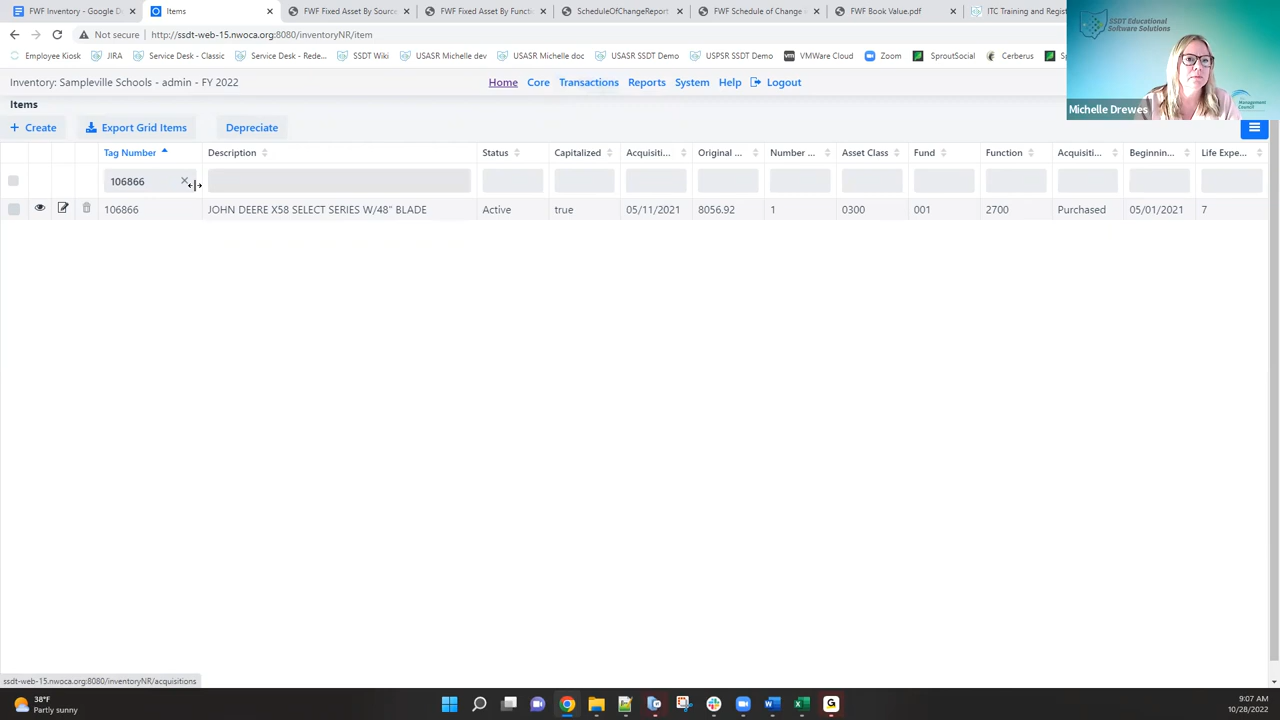 FWF Inventory - Google D
Items
FWF Fixed Asset By Source
FWF Fixed Asset By Functi
ScheduleOfChangeReport
FWF Schedule of Change
FWF Book Value.pdf
ITC Training and Regist
Not secure
http://ssdt-web-15.nwoca.org:8080/inventoryNR/item
Employee Kiosk
JIRA
Service Desk - Classic
Service Desk - Rede...
SSDT Wiki
USASR Michelle dev
USASR Michelle doc
USASR SSDT Demo
USPSR SSDT Demo
VMWare Cloud
Zoom
SproutSocial
Cerberus
SSDT Educational
Software Solutions
Management
Council
Michelle Drewes
Inventory: Sampleville Schools - admin - FY 2022
Home Core Transactions Reports System Help Logout
Items
+ Create Export Grid Items Depreciate
Tag Number Description Status Capitalized Acquisiti... Original ... Number ... Asset Class Fund Function Acquisiti... Beginnin... Life Expe...
106866
106866 JOHN DEERE X58 SELECT SERIES W/48" BLADE Active true 05/11/2021 8056.92 1 0300 001 2700 Purchased 05/01/2021 7
ssdt-web-15.nwoca.org:8080/inventoryNR/acquisitions
38°F
Partly sunny
9:07 AM
10/28/2022